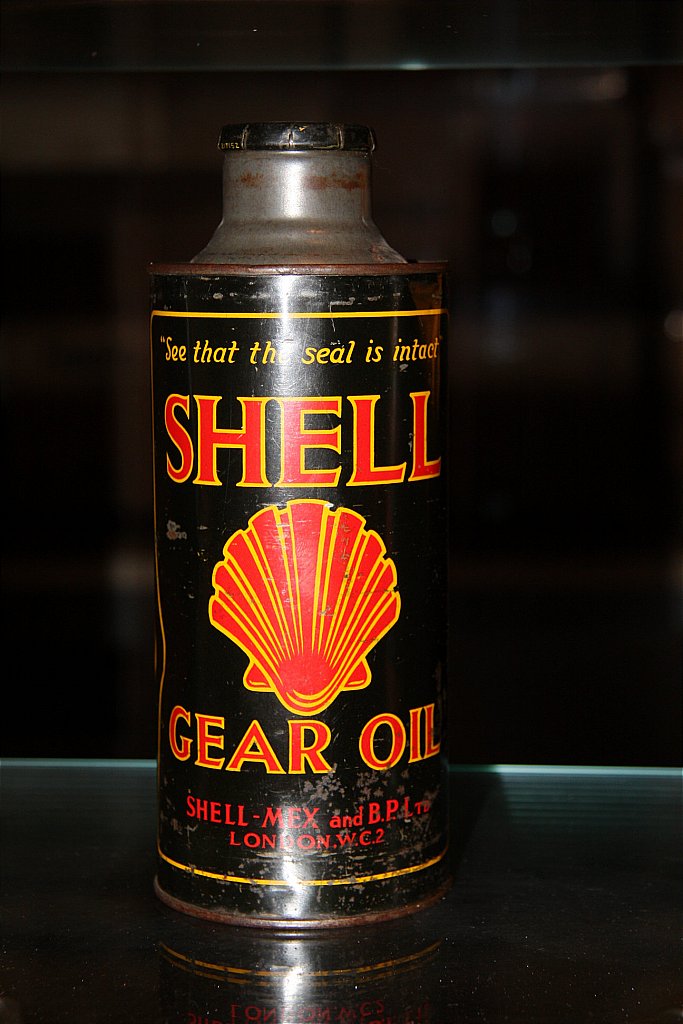 "See that the seal is intact"
SHELL
GEAR OIL
SHELL-MEX and B.P. LTD
LONDON.W.C.2